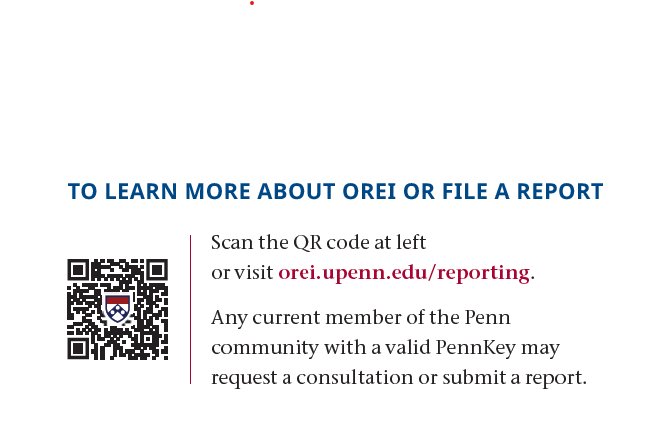 TO LEARN MORE ABOUT OREI OR FILE A REPORT
Scan the QR code at left
or visit orei.upenn.edu/reporting.
Any current member of the Penn
community with a valid PennKey may
request a consultation or submit a report.